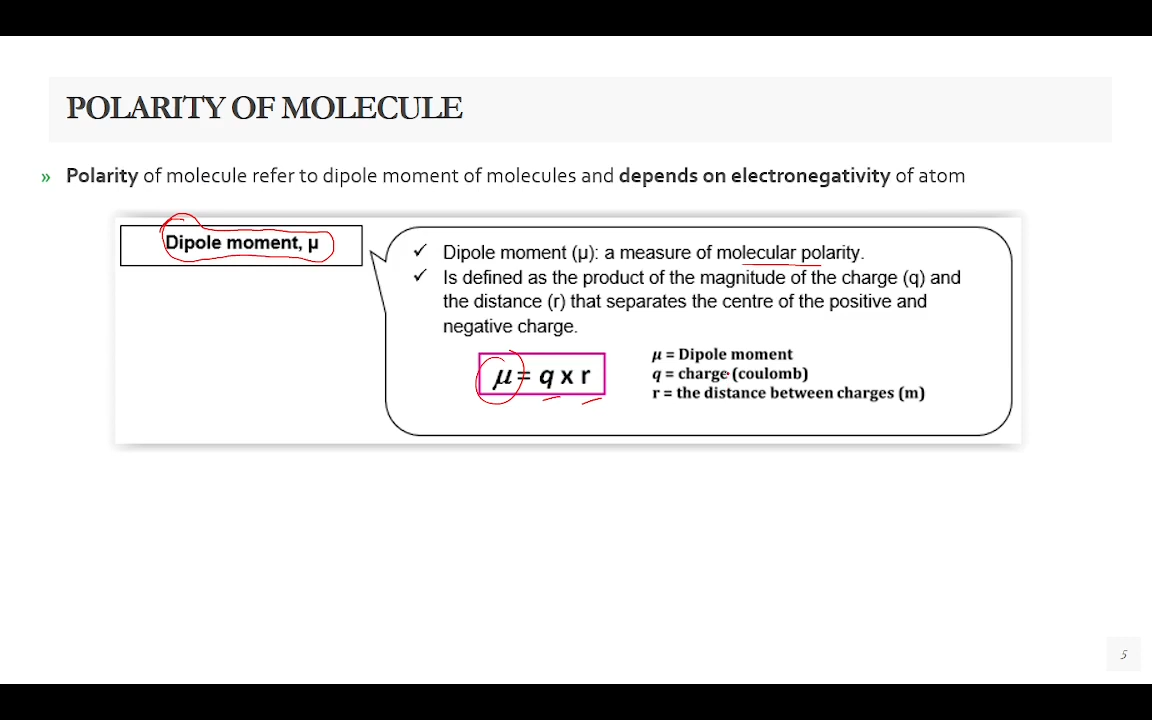 POLARITY OF MOLECULE
» Polarity of molecule refer to dipole moment of molecules and depends on electronegativity of atom
Dipole moment, μ
✓ Dipole moment (μ): a measure of molecular polarity.
✓ Is defined as the product of the magnitude of the charge (q) and
the distance (r) that separates the centre of the positive and
negative charge.
μ = q x r
μ = Dipole moment
q = charge (coulomb)
r = the distance between charges (m)
5